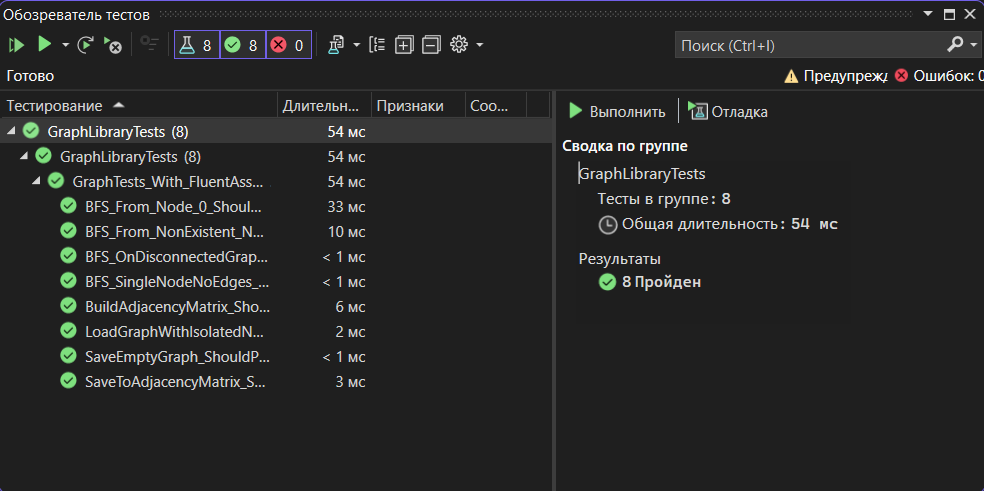 Обозреватель тестов
8 8 0
Поиск (Ctrl+I)
Готово
Предупрежд Ошибок: 0
Тестирование Длительн... Признаки Соо...
GraphLibraryTests (8) 54 мс
GraphLibraryTests (8) 54 мс
GraphTests_With_FluentAss... 54 мс
BFS_From_Node_0_Shoul... 33 мс
BFS_From_NonExistent_N... 10 мс
BFS_OnDisconnectedGrap... < 1 мс
BFS_SingleNodeNoEdges_... < 1 мс
BuildAdjacencyMatrix_Sho... 6 мс
LoadGraphWithIsolatedN... 2 мс
SaveEmptyGraph_ShouldP... < 1 мс
SaveToAdjacencyMatrix_S... 3 мс
Выполнить Отладка
Сводка по группе
GraphLibraryTests
Тесты в группе: 8
Общая длительность: 54 мс
Результаты
8 Пройден